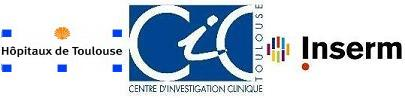 Hôpitaux de Toulouse
CiC
TOULOUSE
CENTRE D'INVESTIGATION CLINIQUE
Inserm